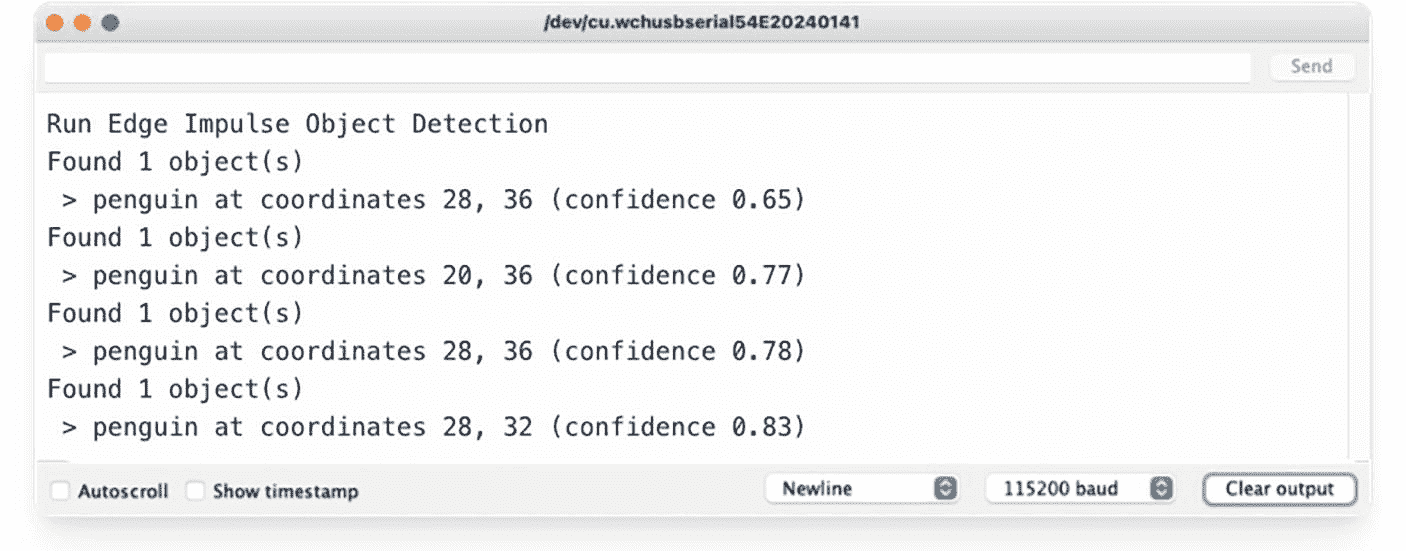 /dev/cu.wchusbserial54E20240141
Send
Run Edge Impulse Object Detection
Found 1 object(s)
 > penguin at coordinates 28, 36 (confidence 0.65)
Found 1 object(s)
 > penguin at coordinates 20, 36 (confidence 0.77)
Found 1 object(s)
 > penguin at coordinates 28, 36 (confidence 0.78)
Found 1 object(s)
 > penguin at coordinates 28, 32 (confidence 0.83)
Autoscroll Show timestamp Newline 115200 baud Clear output